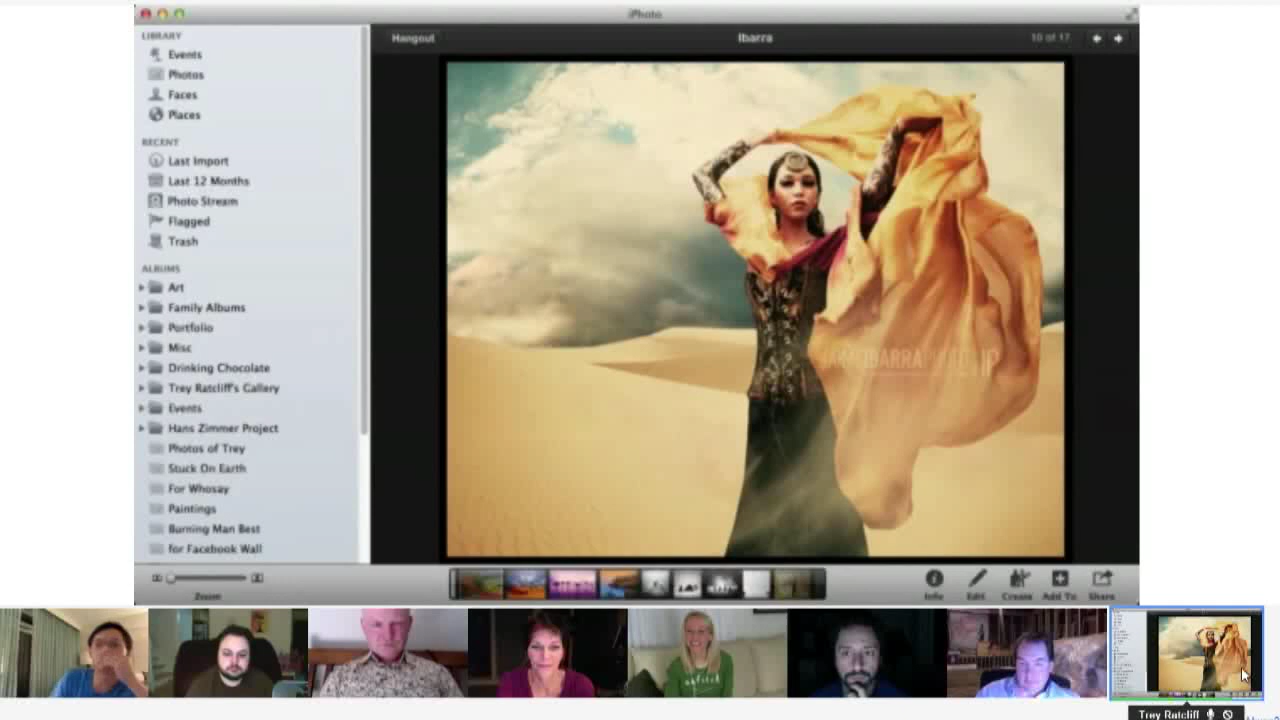 iPhoto
LIBRARY
Events
Photos
Faces
Places
RECENT
Last Import
Last 12 Months
Photo Stream
Flagged
Trash
ALBUMS
Art
Family Albums
Portfolio
Misc
Drinking Chocolate
Trey Ratcliff's Gallery
Events
Hans Zimmer Project
Photos of Trey
Stuck On Earth
For Whosay
Paintings
Burning Man Best
for Facebook Wall
Zoom
Hangout
Ibarra
10 of 17
IBARRA
Info
Edit
Create
Add To
Share
Trey Ratcliff